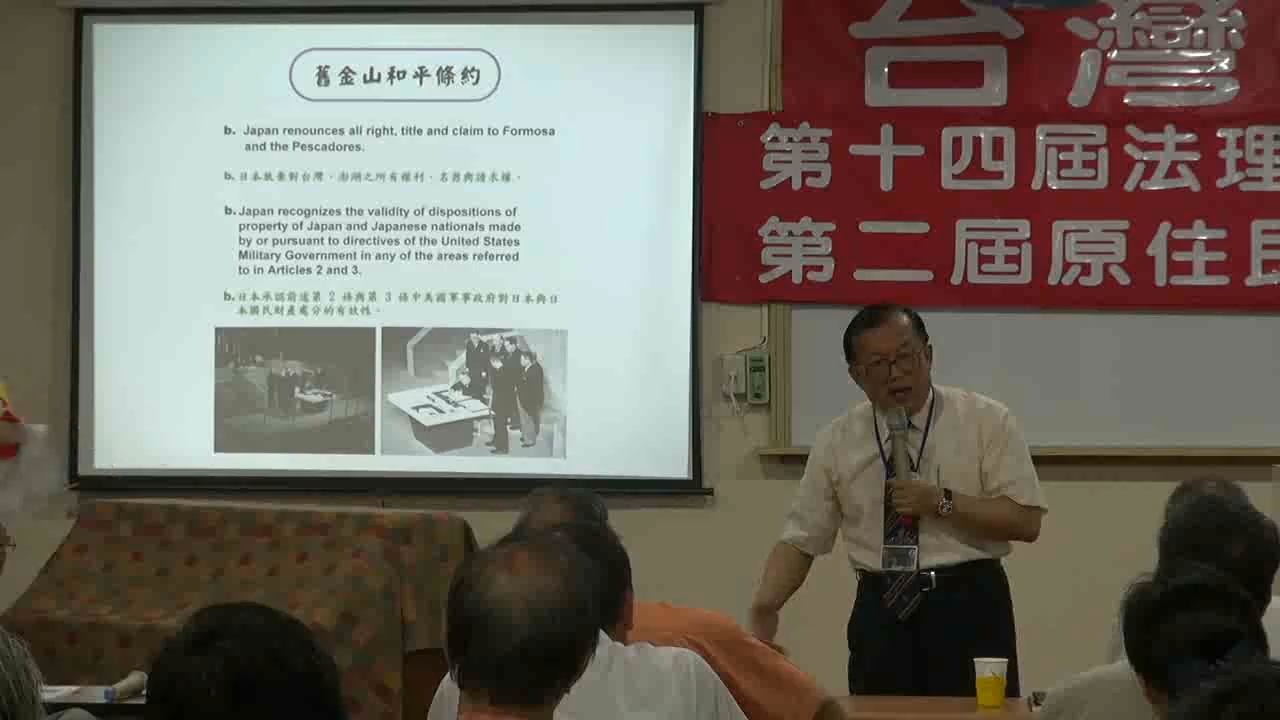 舊金山和平條約
b. Japan renounces all right, title and claim to Formosa
and the Pescadores.
b. 日本放棄對台灣、澎湖之所有權利、名器與請求權。
b. Japan recognizes the validity of dispositions of
property of Japan and Japanese nationals made
by or pursuant to directives of the United States
Military Government in any of the areas referred
to in Articles 2 and 3.
b. 日本承認前述第 2 條與第 3 條中美國軍事政府對日本與日
本國民財產處分的有效性。
台灣
第十四屆法理
第二屆原住民